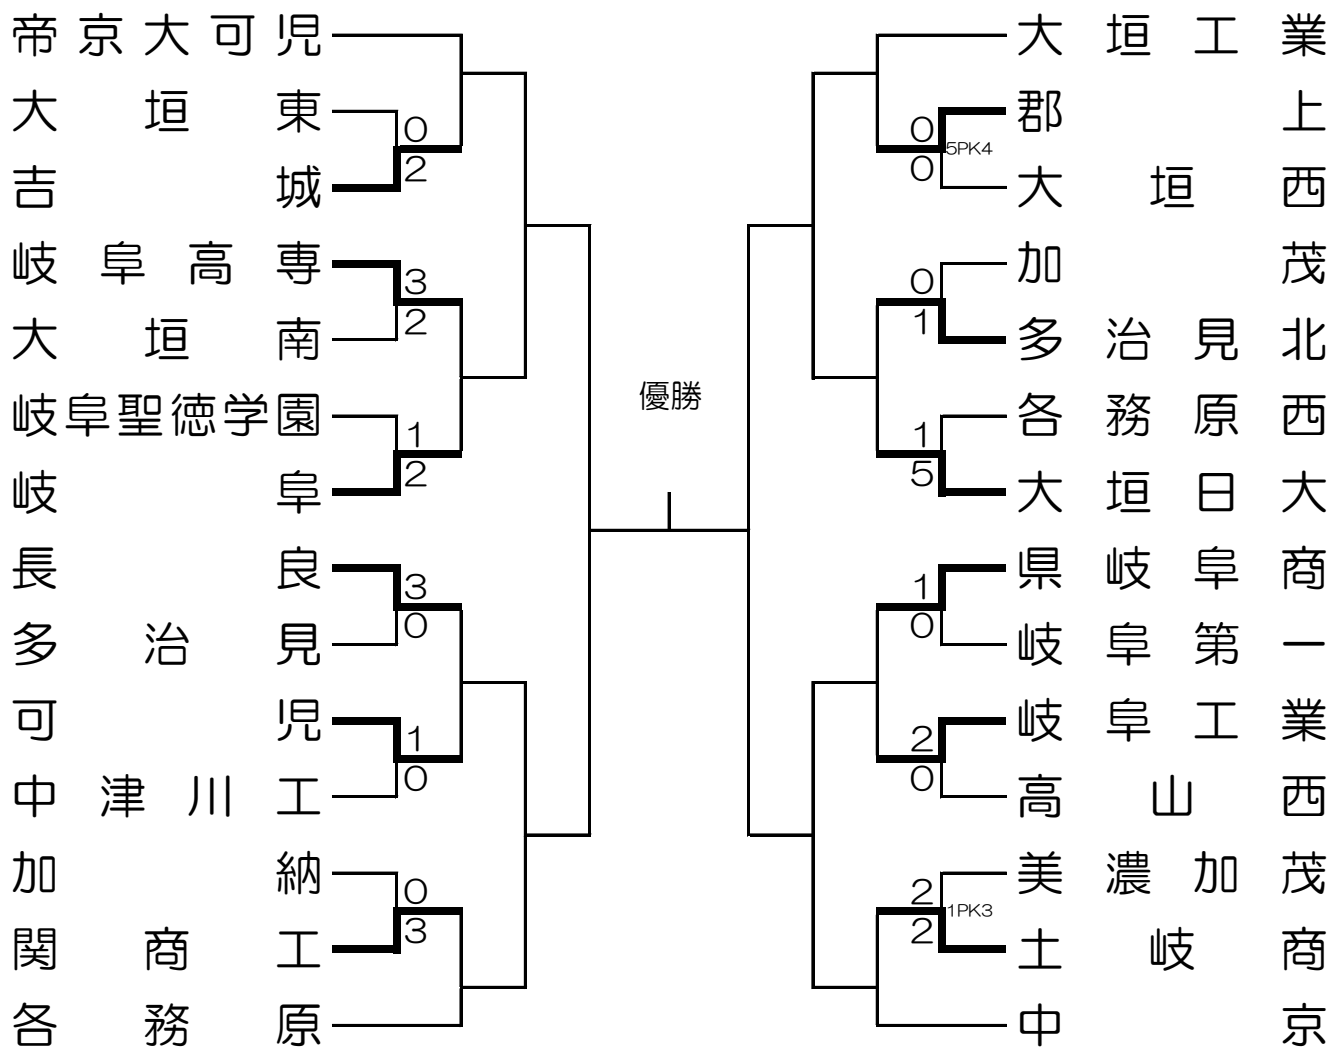 帝京大可児
大垣東
0
2
吉城
岐阜高専
3
2
大垣南
岐阜聖徳学園
1
2
岐阜
長良
3
0
多治見
可児
1
0
中津川工
加納
0
3
関商工
各務原
優勝
大垣工業
郡上
0
5PK4
0
大垣西
加茂
0
1
多治見北
各務原西
1
5
大垣日大
県岐阜商
1
0
岐阜第一
岐阜工業
2
0
高山西
美濃加茂
2
1PK3
2
土岐商
中京